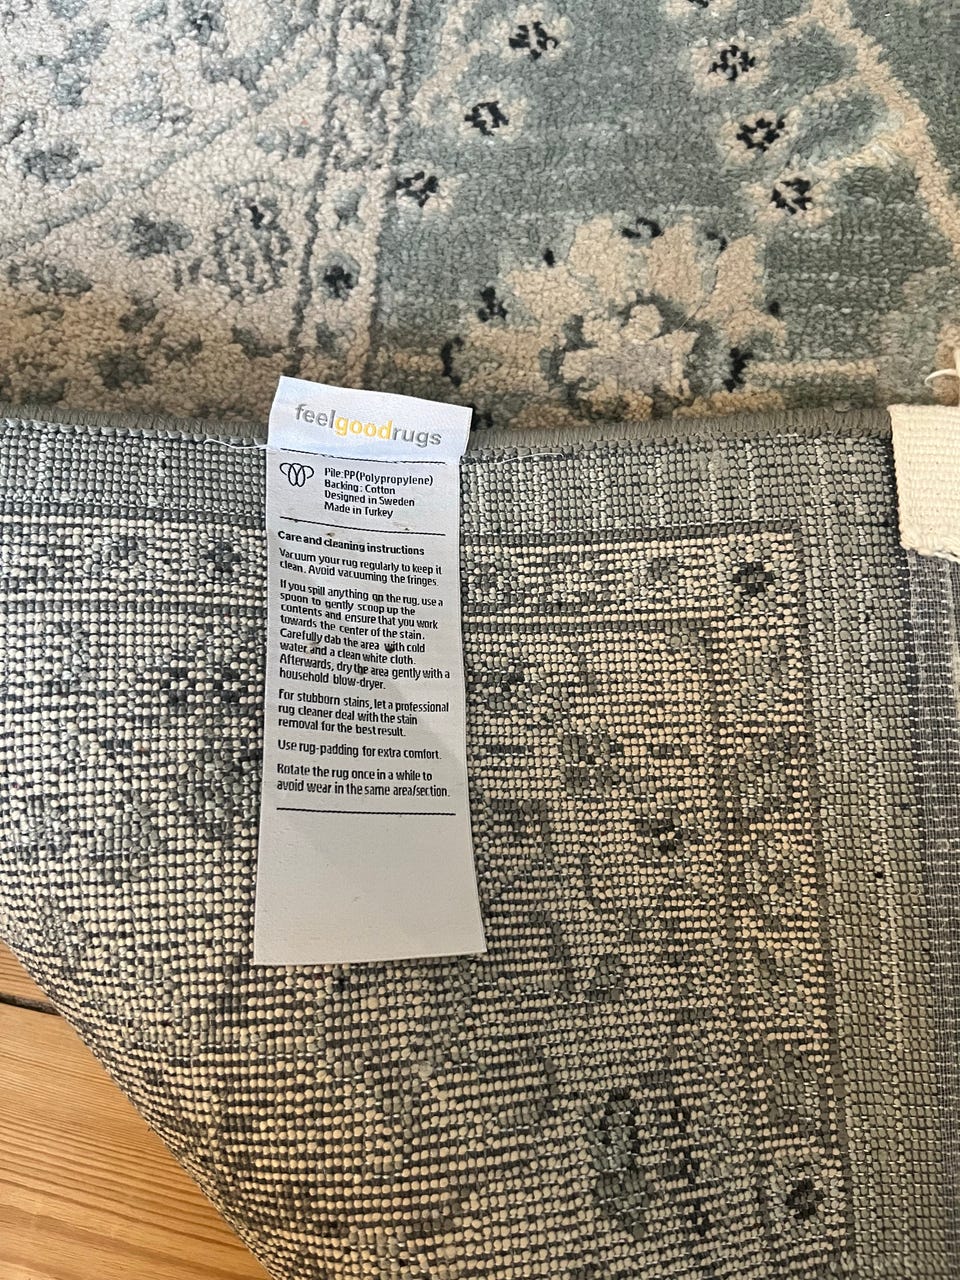 feelgoodrugs
Pile:PP(Polypropylene)
Backing: Cotton
Designed in Sweden
Made in Turkey
Care and cleaning instructions
Vacuum your rug regularly to keep it
clean. Avoid vacuuming the fringes.
If you spill anything on the rug, use a
spoon to gently scoop up the
contents and ensure that you work
towards the center of the stain.
Carefully dab the area with cold
water and a clean white cloth.
Afterwards, dry the area gently with a
household blow-dryer.
For stubborn stains, let a professional
rug cleaner deal with the stain
removal for the best result.
Use rug-padding for extra comfort.
Rotate the rug once in a while to
avoid wear in the same area/section.